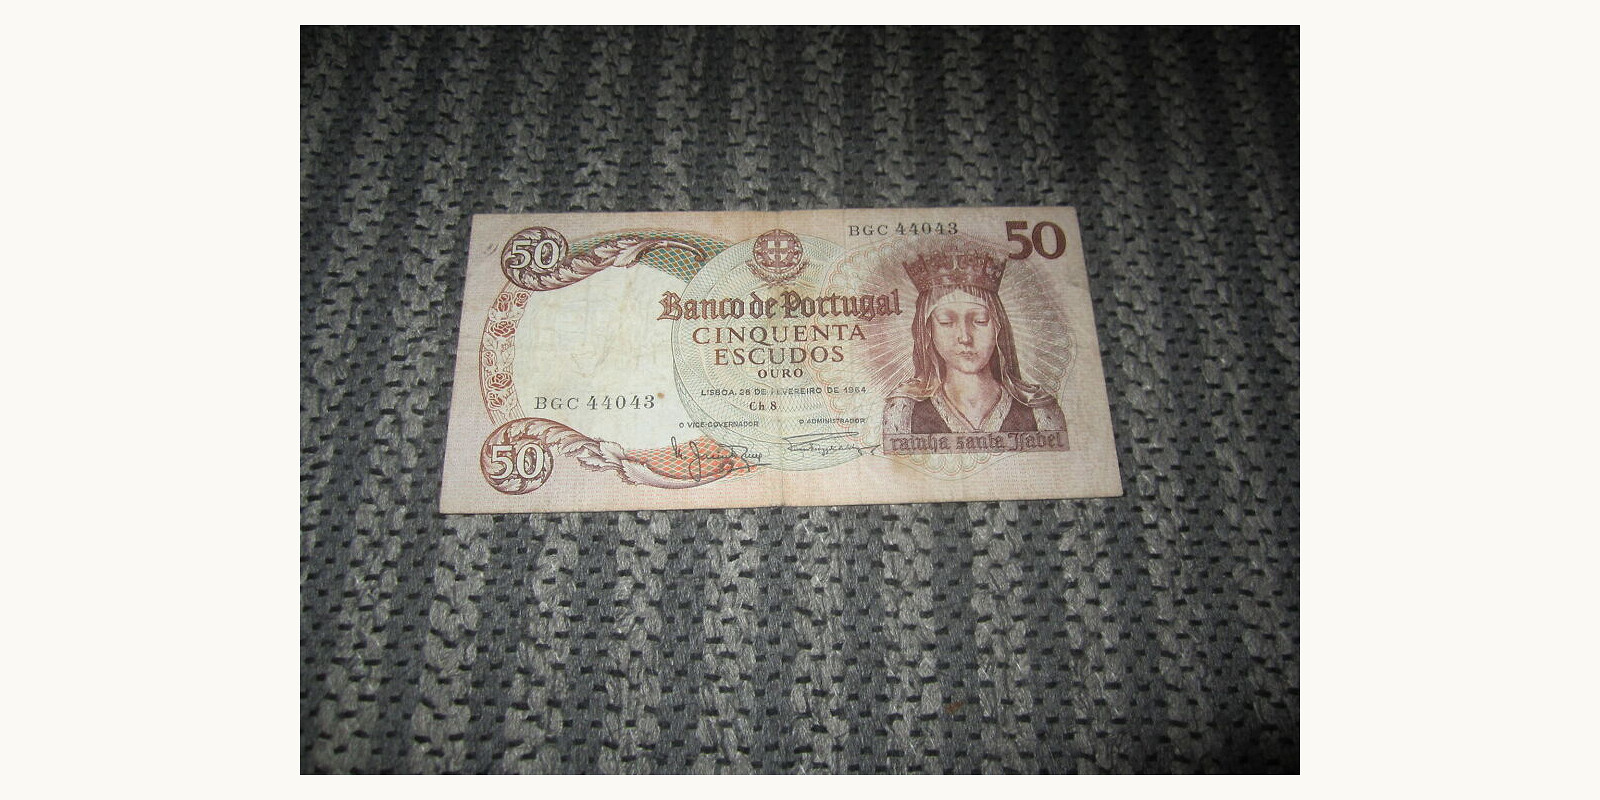 50
BGC 44043
50
Banco de Portugal
CINQUENTA
ESCUDOS
OURO
LISBOA, 28 DE FEVEREIRO DE 1964
Ch 8
BGC 44043
O VICE-GOVERNADOR
O ADMINISTRADOR
rainha santa Isabel
50